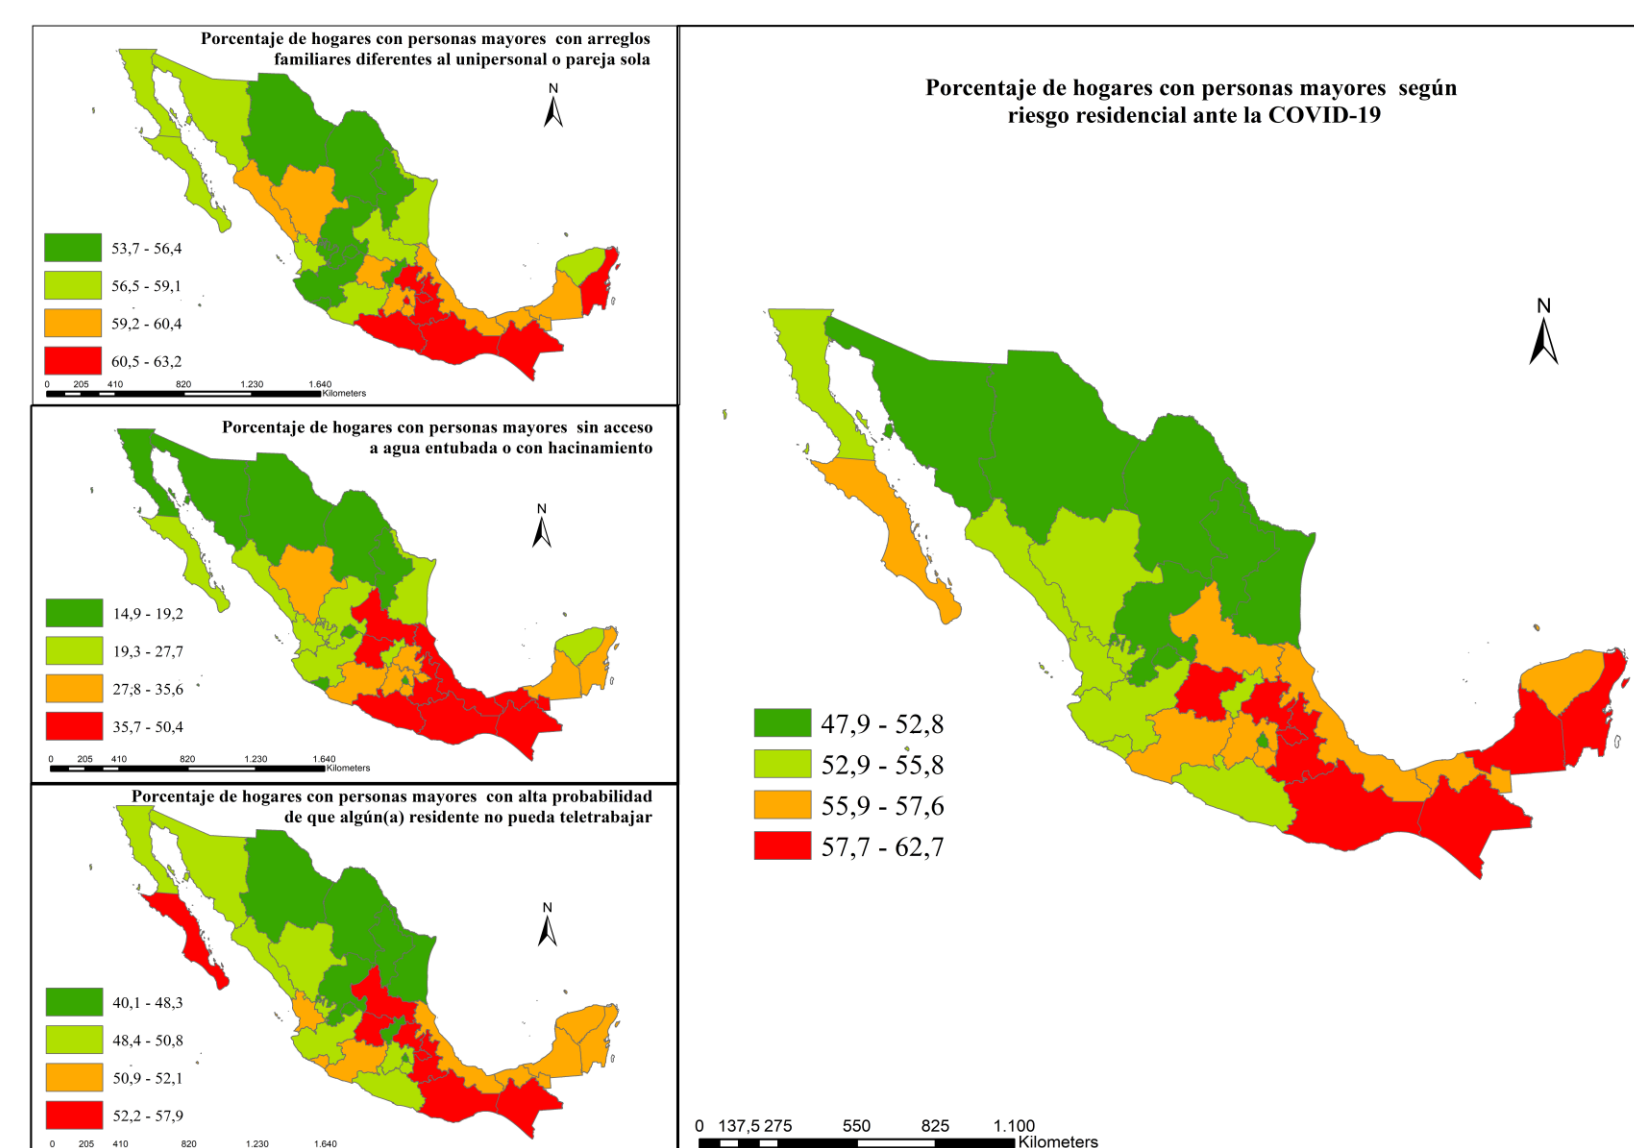 Porcentaje de hogares con personas mayores con arreglos
familiares diferentes al unipersonal o pareja sola
N
53,7 - 56,4
56,5 - 59,1
59,2 - 60,4
60,5 - 63,2
0 205 410 820 1.230 1.640
Kilometers
Porcentaje de hogares con personas mayores sin acceso
a agua entubada o con hacinamiento
N
14,9 - 19,2
19,3 - 27,7
27,8 - 35,6
35,7 - 50,4
0 205 410 820 1.230 1.640
Kilometers
Porcentaje de hogares con personas mayores con alta probabilidad
de que algún(a) residente no pueda teletrabajar
N
40,1 - 48,3
48,4 - 50,8
50,9 - 52,1
52,2 - 57,9
0 205 410 820 1.230 1.640
Porcentaje de hogares con personas mayores según
riesgo residencial ante la COVID-19
N
47,9 - 52,8
52,9 - 55,8
55,9 - 57,6
57,7 - 62,7
0 137,5 275 550 825 1.100
Kilometers